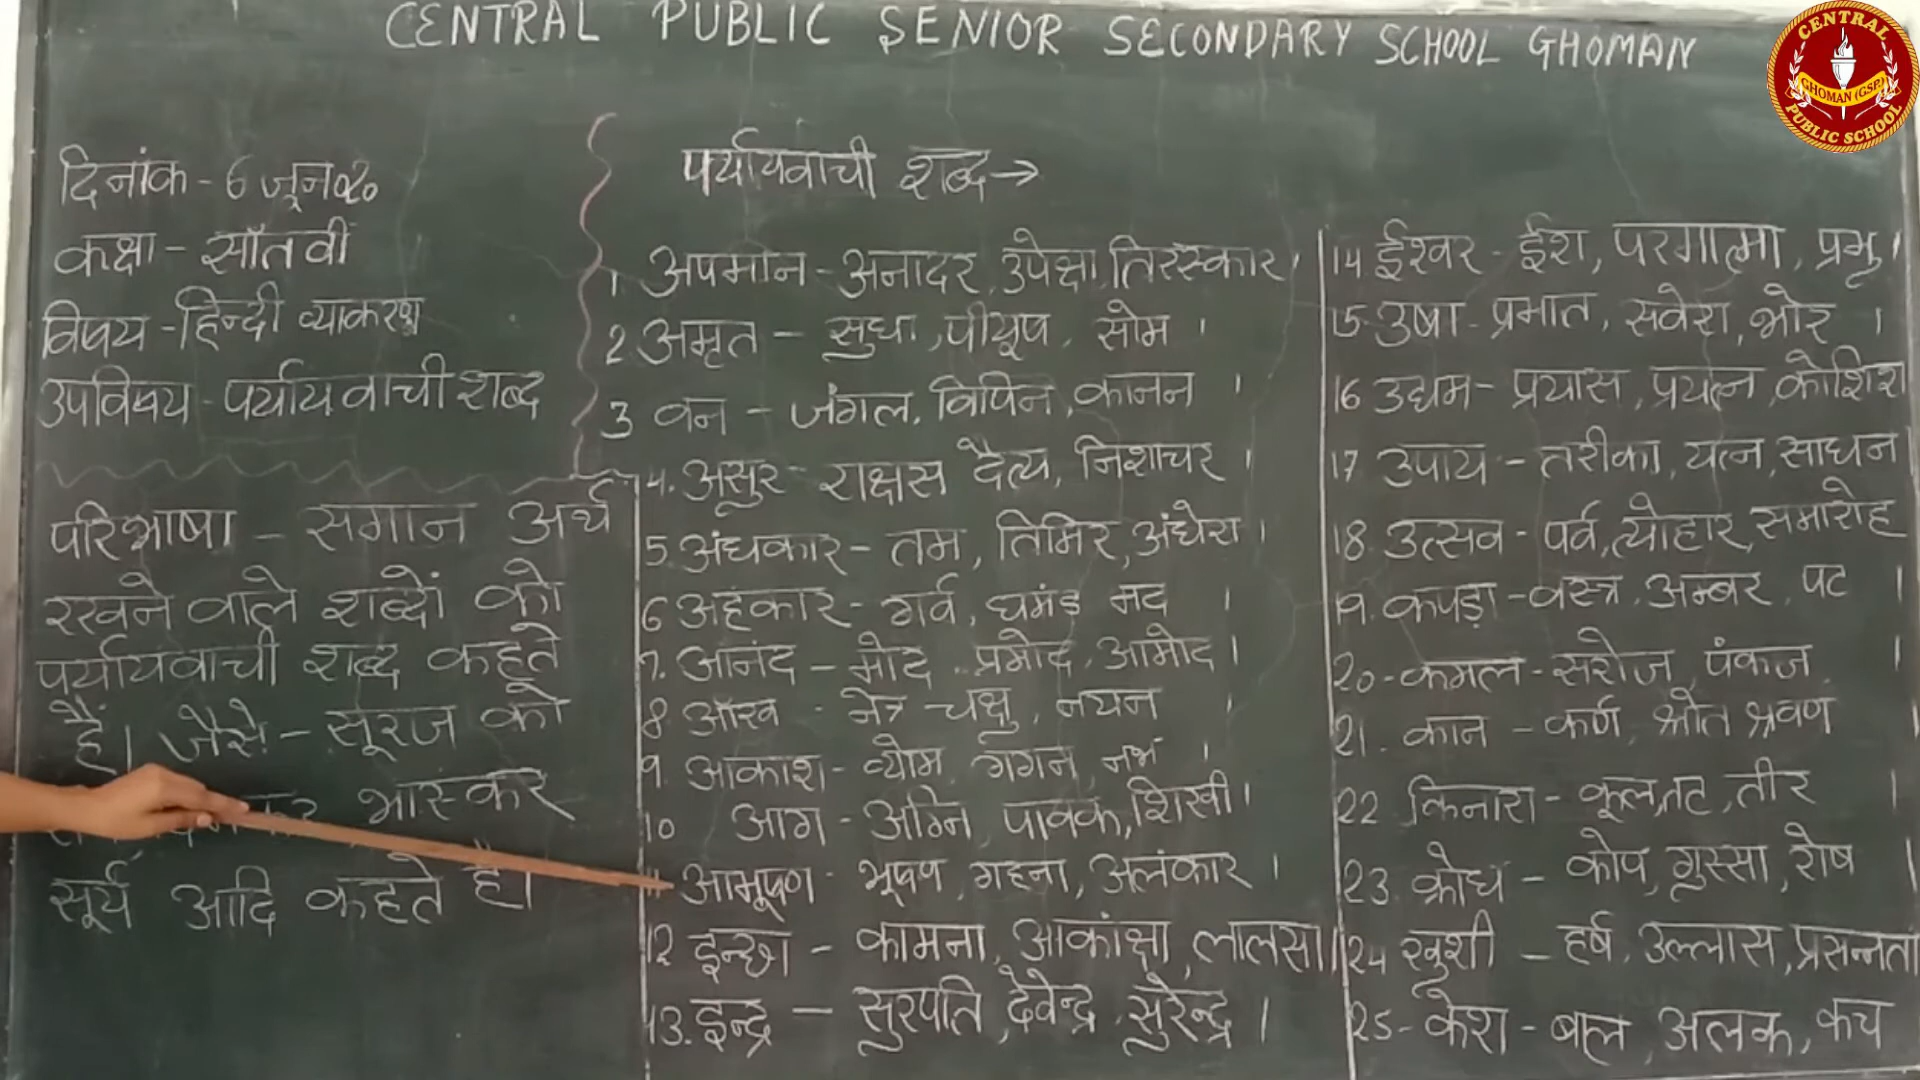 CENTRAL PUBLIC SENIOR SECONDARY SCHOOL GHOMAN
CENTRAL
GHOMAN (GSP)
PUBLIC SCHOOL
दिनांक - 6 जून 20
कक्षा - साँतवी
विषय - हिन्दी व्याकरण
उपविषय - पर्यायवाची शब्द
परिभाषा - समान अर्थ
रखने वाले शब्दों को
पर्यायवाची शब्द कहते
हैं। जैसे - सूरज को
भास्कर
सूर्य आदि कहते है।
पर्यायवाची शब्द →
1. अपमान - अनादर, उपेक्षा, तिरस्कार।
2 अमृत - सुधा, पीयूष, सोम ।
3 वन - जंगल, विपिन, कानन ।
4. असुर - राक्षस दैत्य, निशाचर ।
5. अंधकार - तम, तिमिर, अंधेरा ।
6 अहंकार - गर्व, घमंड मद ।
7. आनंद - मोद, प्रमोद, आमोद ।
8 आँख - नेत्र चक्षु, नयन ।
9. आकाश - व्योम, गगन, नभ ।
10 आग - अग्नि, पावक, शिखी ।
11. आभूषण - भूषण, गहना, अलंकार ।
12 इच्छा - कामना, आकांक्षा, लालसा।
13. इन्द्र - सुरपति, देवेन्द्र, सुरेन्द्र ।
14 ईश्वर - ईश, परमात्मा, प्रभु ।
15. उषा - प्रभात, सवेरा, भोर ।
16 उद्यम - प्रयास, प्रयत्न, कोशिश
17 उपाय - तरीका, यत्न, साधन
18 उत्सव - पर्व, त्योहार, समारोह
19. कपड़ा - वस्त्र, अम्बर, पट ।
20 - कमल - सरोज, पंकज ।
21. कान - कर्ण, श्रोत श्रवण
22 किनारा - कूल, तट, तीर ।
23. क्रोध - कोप, गुस्सा, रोष ।
24 खुशी - हर्ष, उल्लास, प्रसन्नता
25 - केश - बाल, अलक, कच